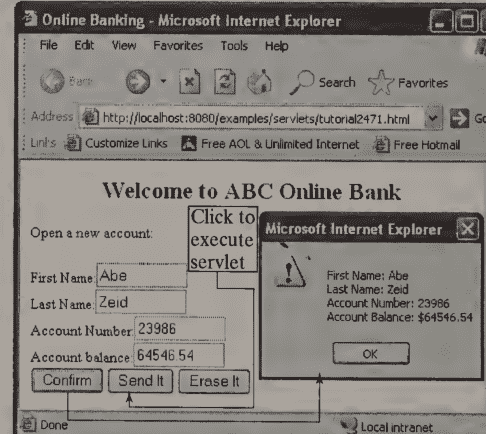 Online Banking - Microsoft Internet Explorer
File Edit View Favorites Tools Help
Back Search Favorites
Address http://localhost:8080/examples/servlets/tutorial2471.html Go
Links Customize Links Free AOL & Unlimited Internet Free Hotmail
Welcome to ABC Online Bank
Open a new account:
Click to
execute
servlet
First Name: Abe
Last Name: Zeid
Account Number: 23986
Account balance: 64546.54
Confirm Send It Erase It
Microsoft Internet Explorer
First Name: Abe
Last Name: Zeid
Account Number: 23986
Account Balance: $64546.54
OK
Done Local intranet